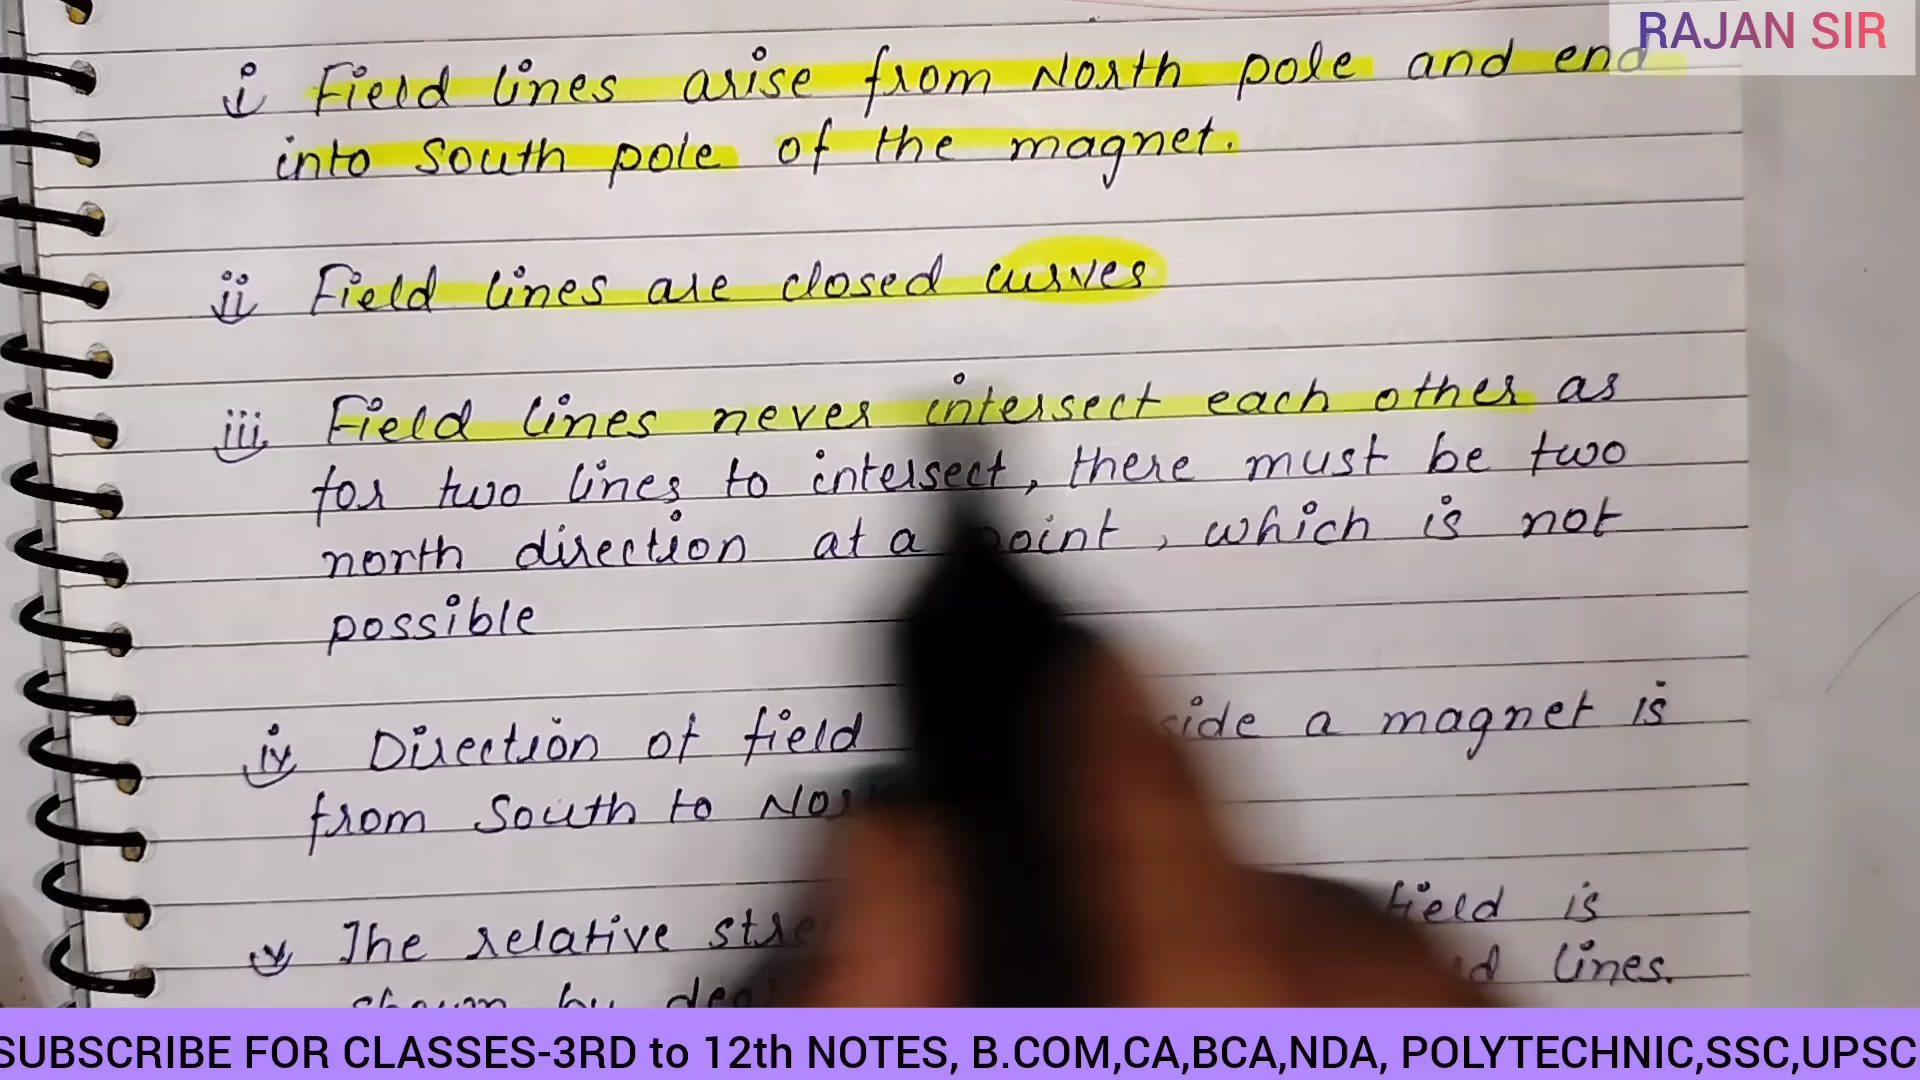 RAJAN SIR
i Field lines arise from North pole and end
into South pole of the magnet.
ii Field lines are closed curves
iii. Field lines never intersect each other as
for two lines to intersect, there must be two
north direction at a point, which is not
possible
iv Direction of field side a magnet is
from South to
v The relative field is
shown by lines.
SUBSCRIBE FOR CLASSES-3RD to 12th NOTES, B.COM,CA,BCA,NDA, POLYTECHNIC,SSC,UPSC